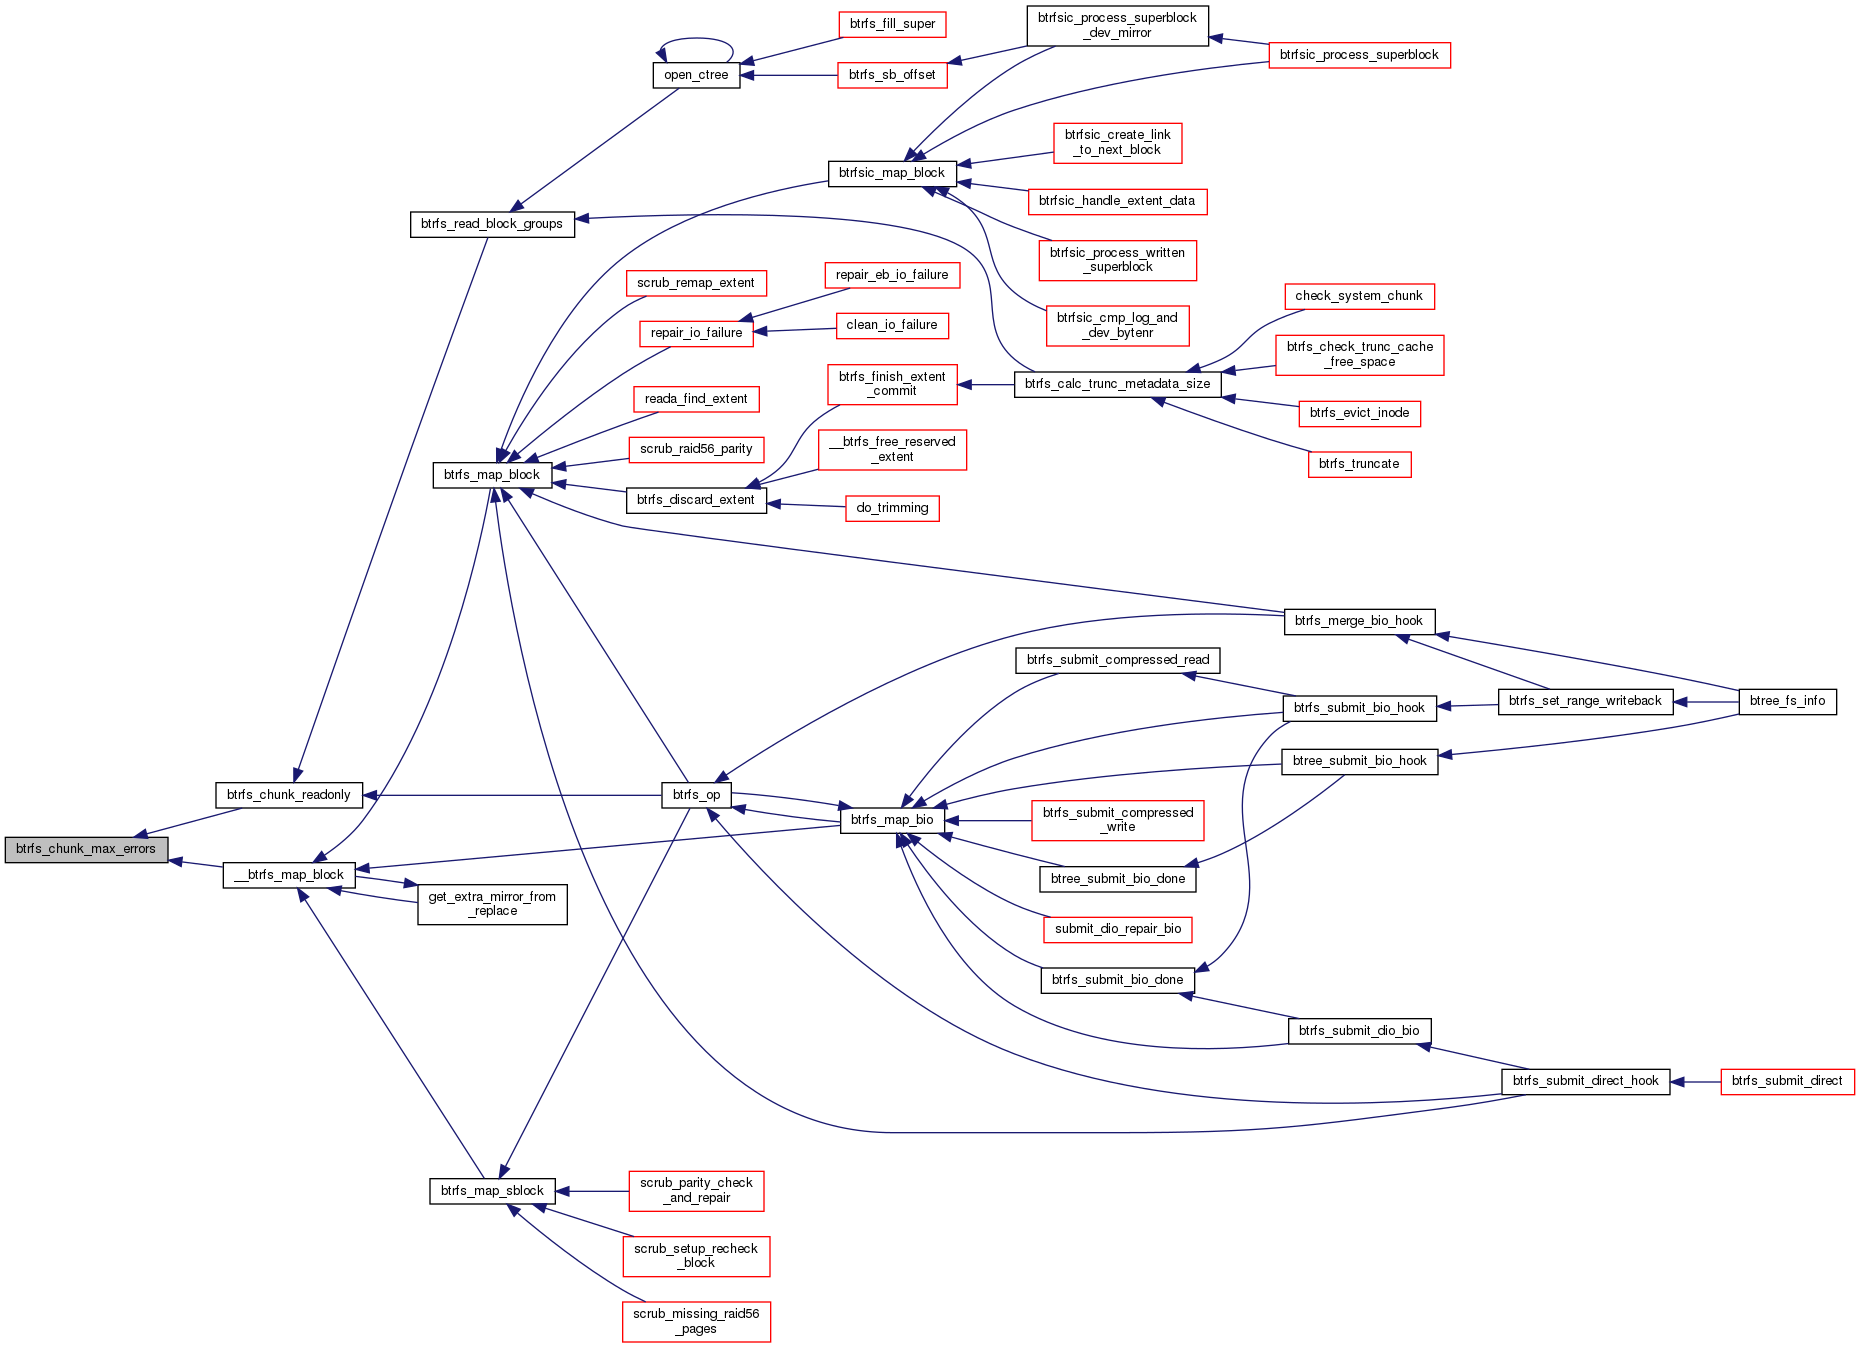 btrfs_fill_super
btrfsic_process_superblock
_dev_mirror
open_ctree
btrfs_sb_offset
btrfsic_process_superblock
btrfsic_create_link
_to_next_block
btrfsic_map_block
btrfsic_handle_extent_data
btrfs_read_block_groups
btrfsic_process_written
_superblock
scrub_remap_extent
repair_eb_io_failure
btrfsic_cmp_log_and
_dev_bytenr
check_system_chunk
repair_io_failure
clean_io_failure
btrfs_check_trunc_cache
_free_space
btrfs_finish_extent
_commit
btrfs_calc_trunc_metadata_size
reada_find_extent
btrfs_evict_inode
scrub_raid56_parity
__btrfs_free_reserved
_extent
btrfs_truncate
btrfs_map_block
btrfs_discard_extent
do_trimming
btrfs_merge_bio_hook
btrfs_submit_compressed_read
btrfs_submit_bio_hook
btrfs_set_range_writeback
btree_fs_info
btree_submit_bio_hook
btrfs_chunk_readonly
btrfs_op
btrfs_map_bio
btrfs_submit_compressed
_write
btrfs_chunk_max_errors
__btrfs_map_block
btree_submit_bio_done
get_extra_mirror_from
_replace
submit_dio_repair_bio
btrfs_submit_bio_done
btrfs_submit_dio_bio
btrfs_submit_direct_hook
btrfs_submit_direct
btrfs_map_sblock
scrub_parity_check
_and_repair
scrub_setup_recheck
_block
scrub_missing_raid56
_pages